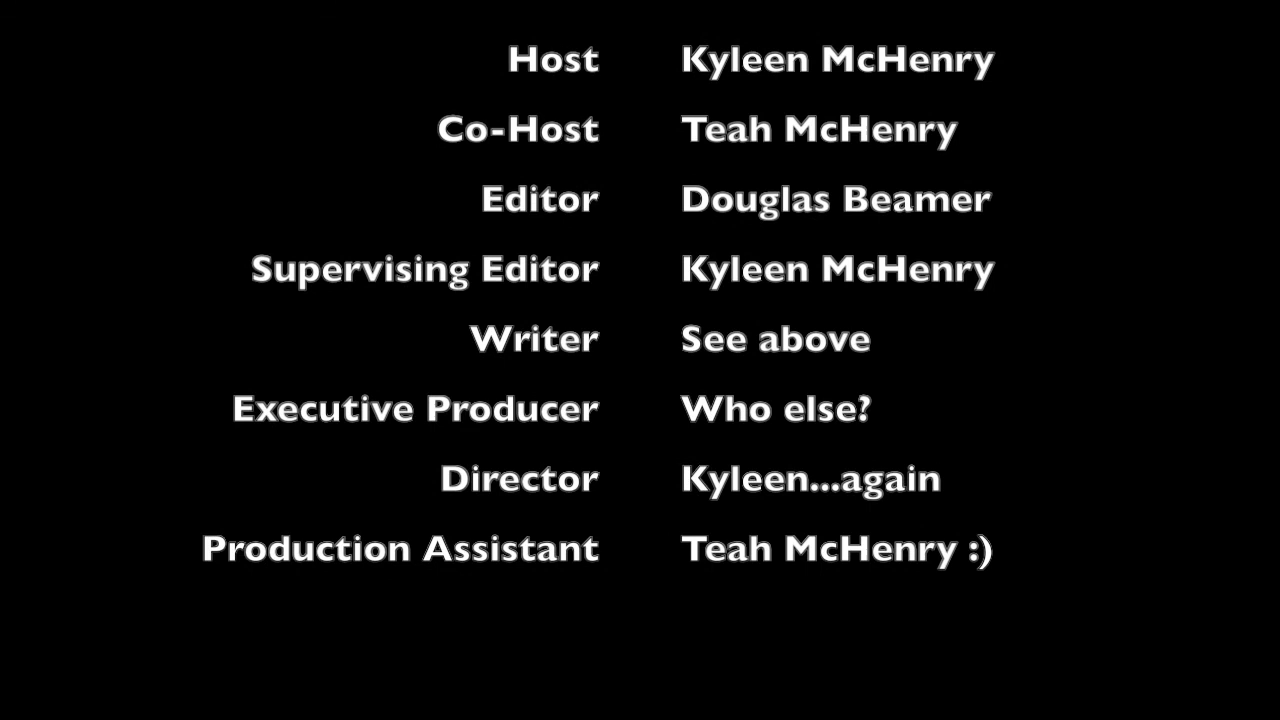 Host Kyleen McHenry
Co-Host Teah McHenry
Editor Douglas Beamer
Supervising Editor Kyleen McHenry
Writer See above
Executive Producer Who else?
Director Kyleen...again
Production Assistant Teah McHenry :)